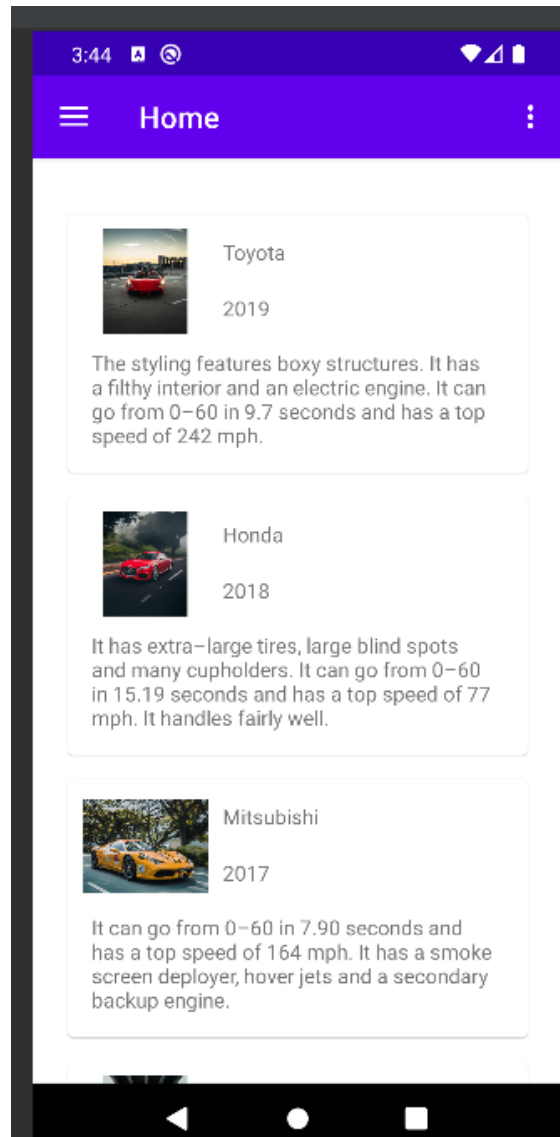 3:44
Home
Toyota
2019
The styling features boxy structures. It has
a filthy interior and an electric engine. It can
go from 0–60 in 9.7 seconds and has a top
speed of 242 mph.
Honda
2018
It has extra–large tires, large blind spots
and many cupholders. It can go from 0–60
in 15.19 seconds and has a top speed of 77
mph. It handles fairly well.
Mitsubishi
2017
It can go from 0–60 in 7.90 seconds and
has a top speed of 164 mph. It has a smoke
screen deployer, hover jets and a secondary
backup engine.